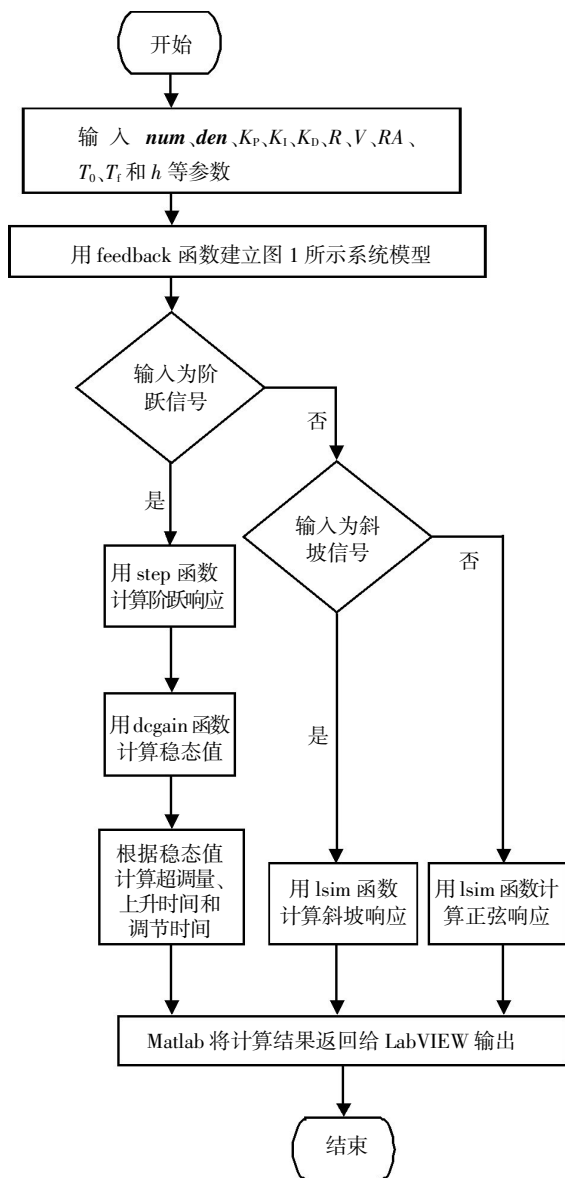 开始
输 入 num、den、K_P、K_I、K_D、R、V、RA、
T_0、T_f 和 h 等参数
用 feedback 函数建立图 1 所示系统模型
输入为阶
跃信号
否
是
输入为斜
坡信号
否
用 step 函数
计算阶跃响应
用 dcgain 函数
计算稳态值
是
根据稳态值
计算超调量、
上升时间和
调节时间
用 lsim 函数
计算斜坡响应
用 lsim 函数计
算正弦响应
Matlab 将计算结果返回给 LabVIEW 输出
结束